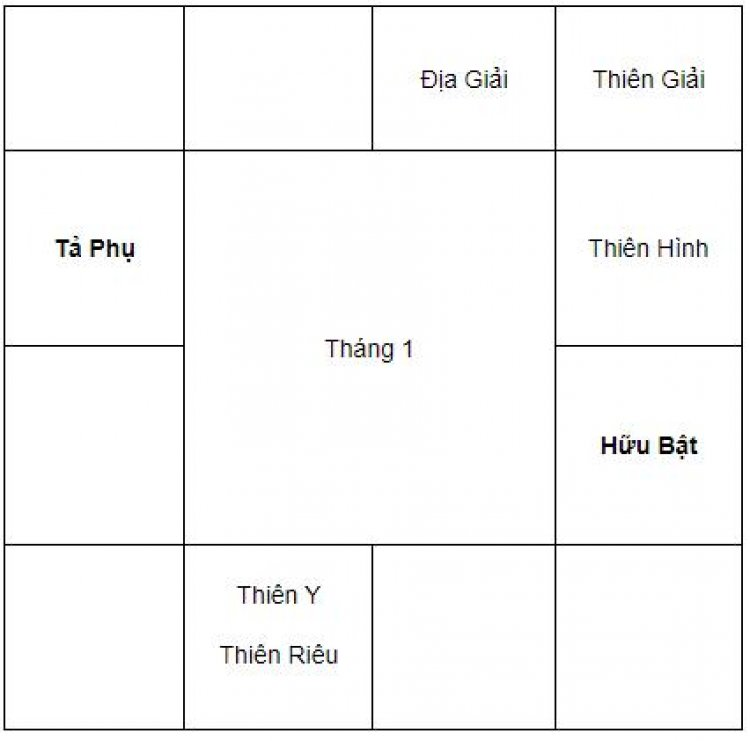 Địa Giải
Thiên Giải
Tả Phụ
Thiên Hình
Tháng 1
Hữu Bật
Thiên Y
Thiên Riêu